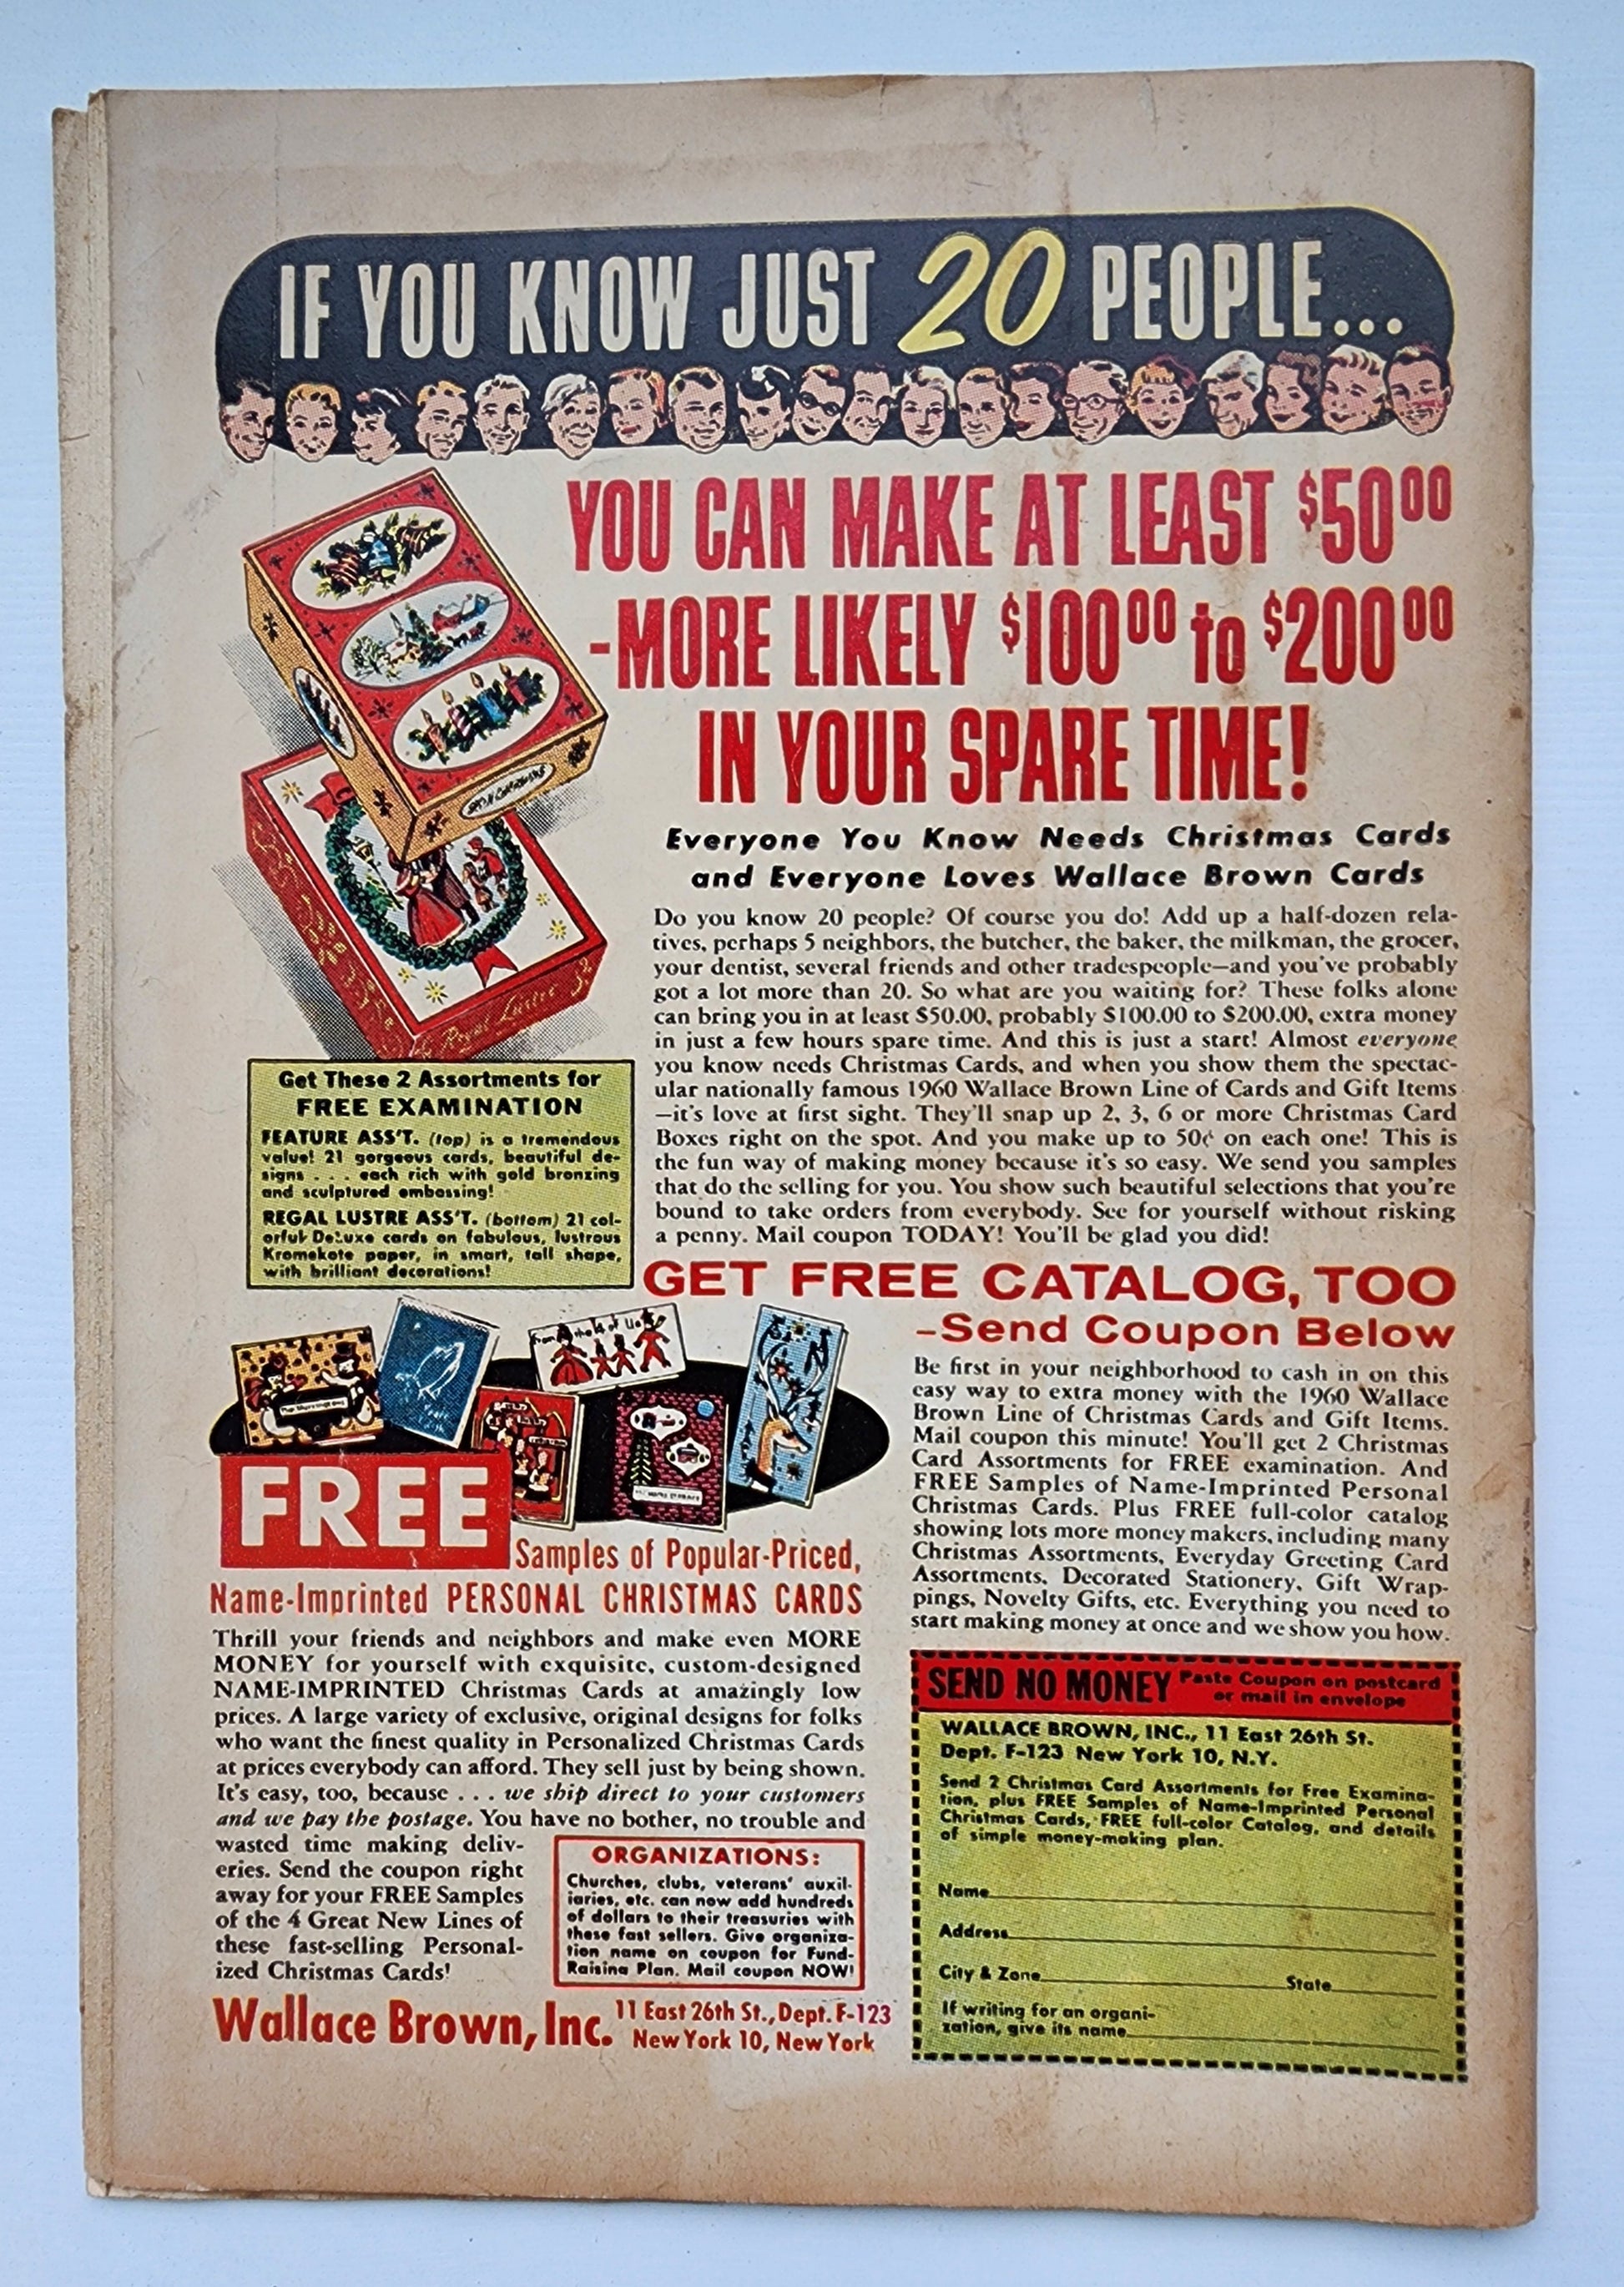 IF YOU KNOW JUST 20 PEOPLE...
YOU CAN MAKE AT LEAST $50.00
-MORE LIKELY $100.00 to $200.00
IN YOUR SPARE TIME!
Everyone You Know Needs Christmas Cards
and Everyone Loves Wallace Brown Cards
Do you know 20 people? Of course you do! Add up a half-dozen rela-
tives, perhaps 5 neighbors, the butcher, the baker, the milkman, the grocer,
your dentist, several friends and other tradespeople—and you've probably
got a lot more than 20. So what are you waiting for? These folks alone
can bring you in at least $50.00, probably $100.00 to $200.00, extra money
in just a few hours spare time. And this is just a start! Almost everyone
you know needs Christmas Cards, and when you show them the spectac-
ular nationally famous 1960 Wallace Brown Line of Cards and Gift Items
—it's love at first sight. They'll snap up 2, 3, 6 or more Christmas Card
Boxes right on the spot. And you make up to 50¢ on each one! This is
the fun way of making money because it's so easy. We send you samples
that do the selling for you. You show such beautiful selections that you're
bound to take orders from everybody. See for yourself without risking
a penny. Mail coupon TODAY! You'll be glad you did!
Royal Lustre
Get These 2 Assortments for
FREE EXAMINATION
FEATURE ASS'T. (top) is a tremendous
value! 21 gorgeous cards, beautiful de-
signs . . . each rich with gold bronzing
and sculptured embossing!
REGAL LUSTRE ASS'T. (bottom) 21 col-
orful DeLuxe cards on fabulous, lustrous
Kromekote paper, in smart, tall shape,
with brilliant decorations!
GET FREE CATALOG, TOO
-Send Coupon Below
Be first in your neighborhood to cash in on this
easy way to extra money with the 1960 Wallace
Brown Line of Christmas Cards and Gift Items.
Mail coupon this minute! You'll get 2 Christmas
Card Assortments for FREE examination. And
FREE Samples of Name-Imprinted Personal
Christmas Cards. Plus FREE full-color catalog
showing lots more money makers, including many
Christmas Assortments, Everyday Greeting Card
Assortments, Decorated Stationery, Gift Wrap-
pings, Novelty Gifts, etc. Everything you need to
start making money at once and we show you how.
From the 4 of Us
FREE
Samples of Popular-Priced,
Name-Imprinted PERSONAL CHRISTMAS CARDS
Thrill your friends and neighbors and make even MORE
MONEY for yourself with exquisite, custom-designed
NAME-IMPRINTED Christmas Cards at amazingly low
prices. A large variety of exclusive, original designs for folks
who want the finest quality in Personalized Christmas Cards
at prices everybody can afford. They sell just by being shown.
It's easy, too, because . . . we ship direct to your customers
and we pay the postage. You have no bother, no trouble and
wasted time making deliv-
eries. Send the coupon right
away for your FREE Samples
of the 4 Great New Lines of
these fast-selling Personal-
ized Christmas Cards!
ORGANIZATIONS:
Churches, clubs, veterans' auxil-
iaries, etc. can now add hundreds
of dollars to their treasuries with
these fast sellers. Give organiza-
tion name on coupon for Fund-
Raising Plan. Mail coupon NOW!
Wallace Brown, Inc. 11 East 26th St., Dept. F-123
New York 10, New York
SEND NO MONEY Paste Coupon on postcard
or mail in envelope
WALLACE BROWN, INC., 11 East 26th St.
Dept. F-123 New York 10, N.Y.
Send 2 Christmas Card Assortments for Free Examina-
tion, plus FREE Samples of Name-Imprinted Personal
Christmas Cards, FREE full-color Catalog, and details
of simple money-making plan.
Name
Address
City & Zone State
If writing for an organi-
zation, give its name